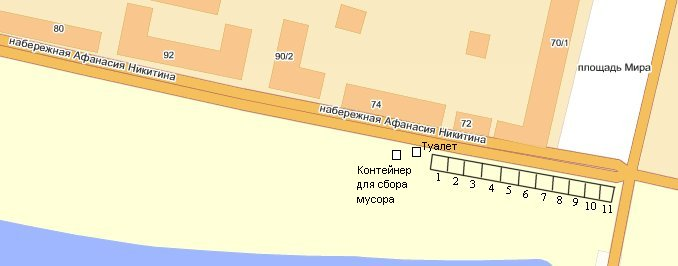 80
набережная Афанасия Никитина
92
90/2
70/1
площадь Мира
74
набережная Афанасия Никитина
72
Туалет
Контейнер
для сбора
мусора
1 2 3 4 5 6 7 8 9 10 11